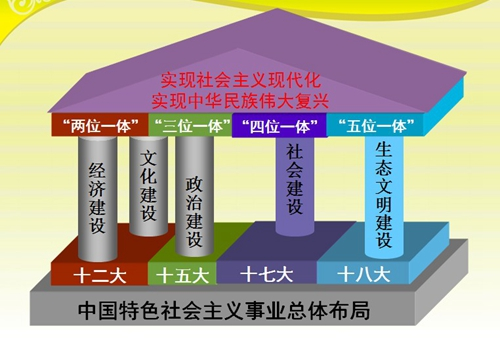 实现社会主义现代化
实现中华民族伟大复兴
“两位一体” “三位一体” “四位一体” “五位一体”
经济建设
文化建设
政治建设
社会建设
生态文明建设
十二大 十五大 十七大 十八大
中国特色社会主义事业总体布局